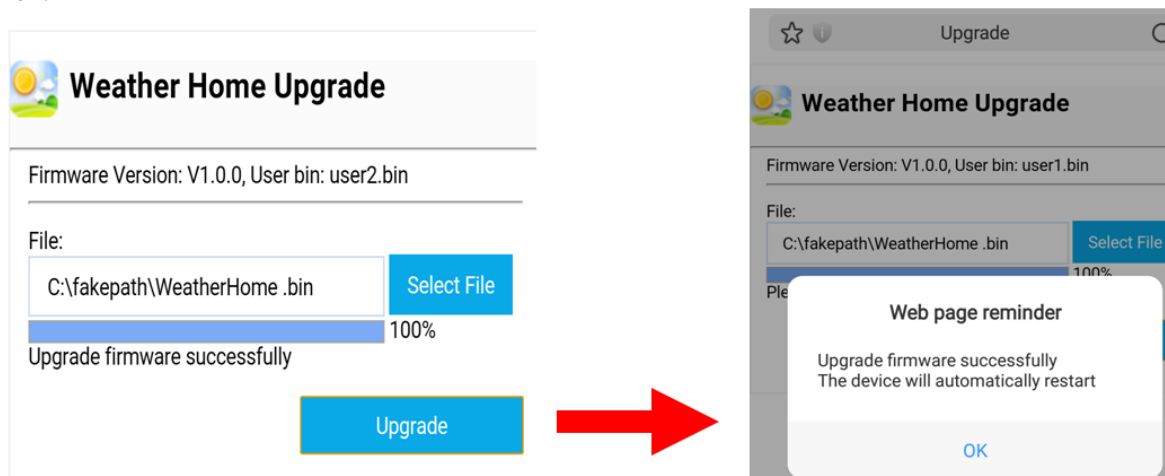 Weather Home Upgrade
Firmware Version: V1.0.0, User bin: user2.bin
File:
C:\fakepath\WeatherHome .bin
Select File
100%
Upgrade firmware successfully
Upgrade
Upgrade
Weather Home Upgrade
Firmware Version: V1.0.0, User bin: user1.bin
File:
C:\fakepath\WeatherHome .bin
Select File
100%
Web page reminder
Upgrade firmware successfully
The device will automatically restart
OK